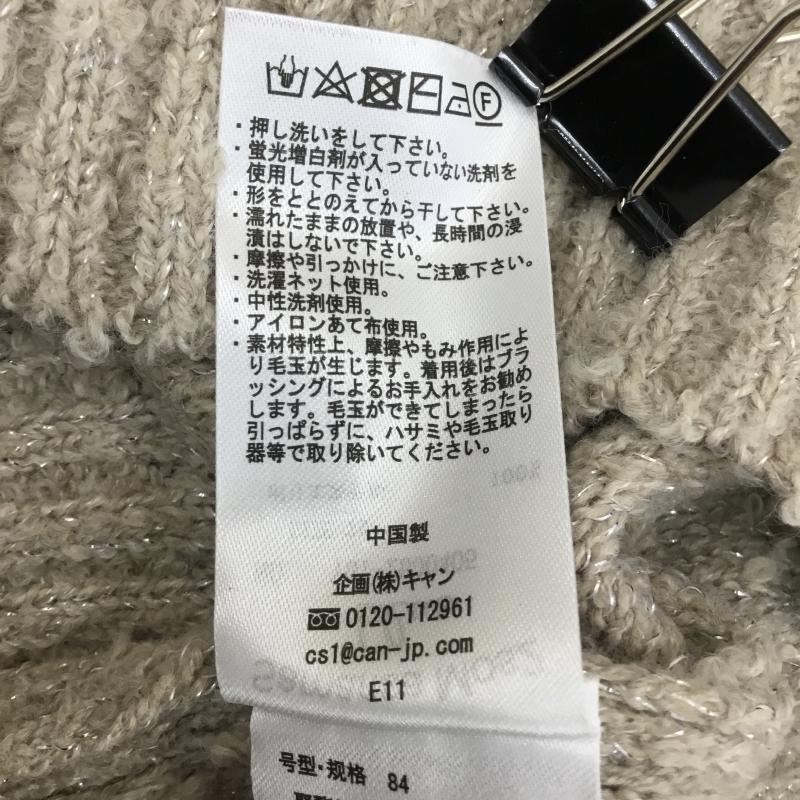 F
・押し洗いをして下さい。
・蛍光増白剤が入っていない洗剤を
使用して下さい。
・形をととのえてから干して下さい。
・濡れたままの放置や、長時間の浸
漬はしないで下さい。
・摩擦や引っかけに、ご注意下さい。
・洗濯ネット使用。
・中性洗剤使用。
・アイロンあて布使用。
・素材特性上、摩擦やもみ作用によ
り毛玉が生じます。着用後はブラ
ッシングによるお手入れをお勧め
します。毛玉ができてしまったら
引っぱらずに、ハサミや毛玉取り
器等で取り除いてください。
中国製
企画(株)キャン
0120-112961
cs1@can-jp.com
E11
号型·规格 84